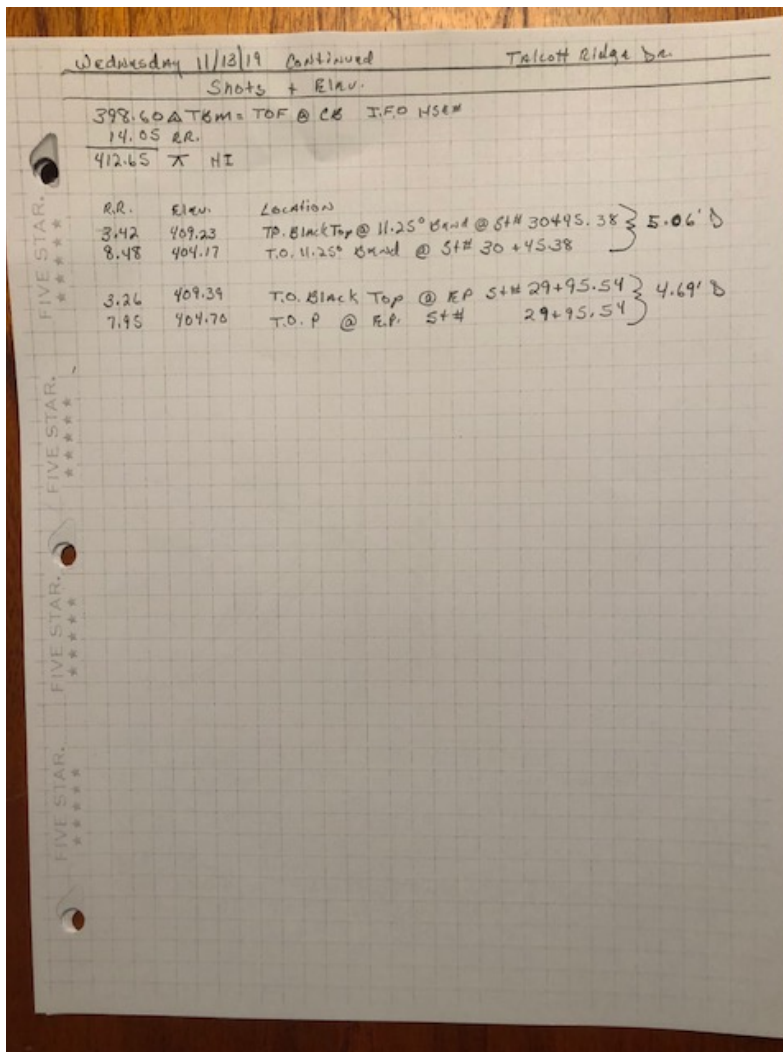 Wednesday 11/13/19 Continued Talcott Ridge Dr.
Shots + Elev.
398.60 △ TBM = TOF @ CB I.F.O HSE#
14.05 R.R.
412.65 ⊼ HI
R.R. Elev. Location
3.42 409.23 TP. Black Top @ 11.25° Bend @ St# 30+45.38 } 5.06' D
8.48 404.17 T.O. 11.25° Bend @ St# 30+45.38
3.26 409.39 T.O. Black Top @ EP St# 29+95.54 } 4.69' D
7.95 404.70 T.O. P @ E.P. St# 29+95.54
FIVE STAR.
FIVE STAR.
FIVE STAR.
FIVE STAR.